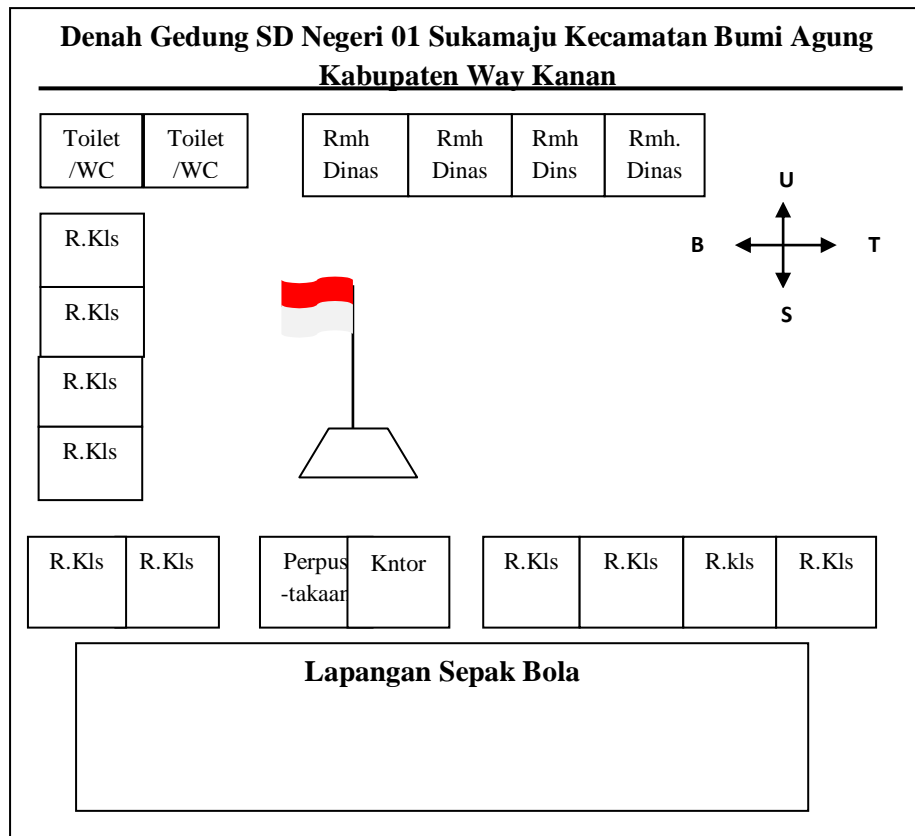 Denah Gedung SD Negeri 01 Sukamaju Kecamatan Bumi Agung
Kabupaten Way Kanan
Toilet
/WC
Toilet
/WC
Rmh
Dinas
Rmh
Dinas
Rmh
Dins
Rmh.
Dinas
U
B
T
S
R.Kls
R.Kls
R.Kls
R.Kls
R.Kls
R.Kls
Perpus
-takaan
Kntor
R.Kls
R.Kls
R.kls
R.Kls
Lapangan Sepak Bola